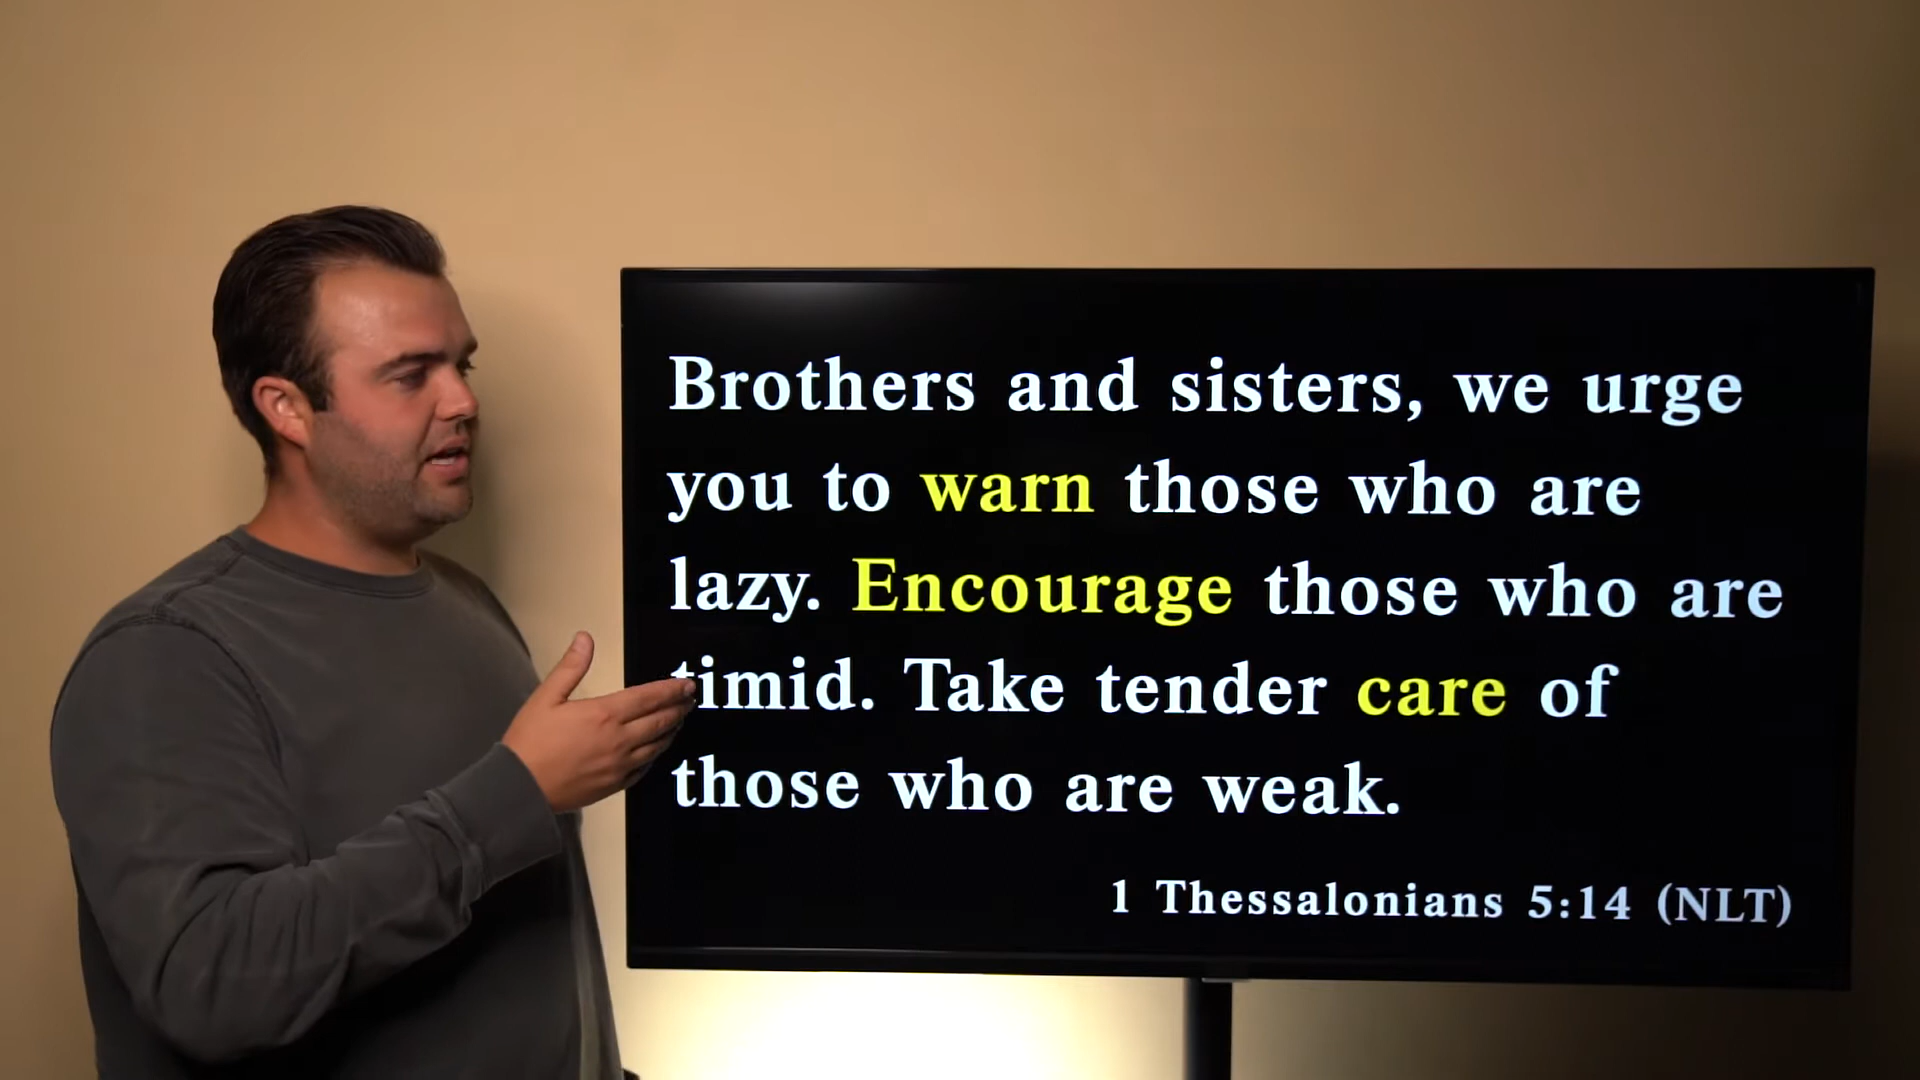 Brothers and sisters, we urge
you to warn those who are
lazy. Encourage those who are
timid. Take tender care of
those who are weak.
1 Thessalonians 5:14 (NLT)